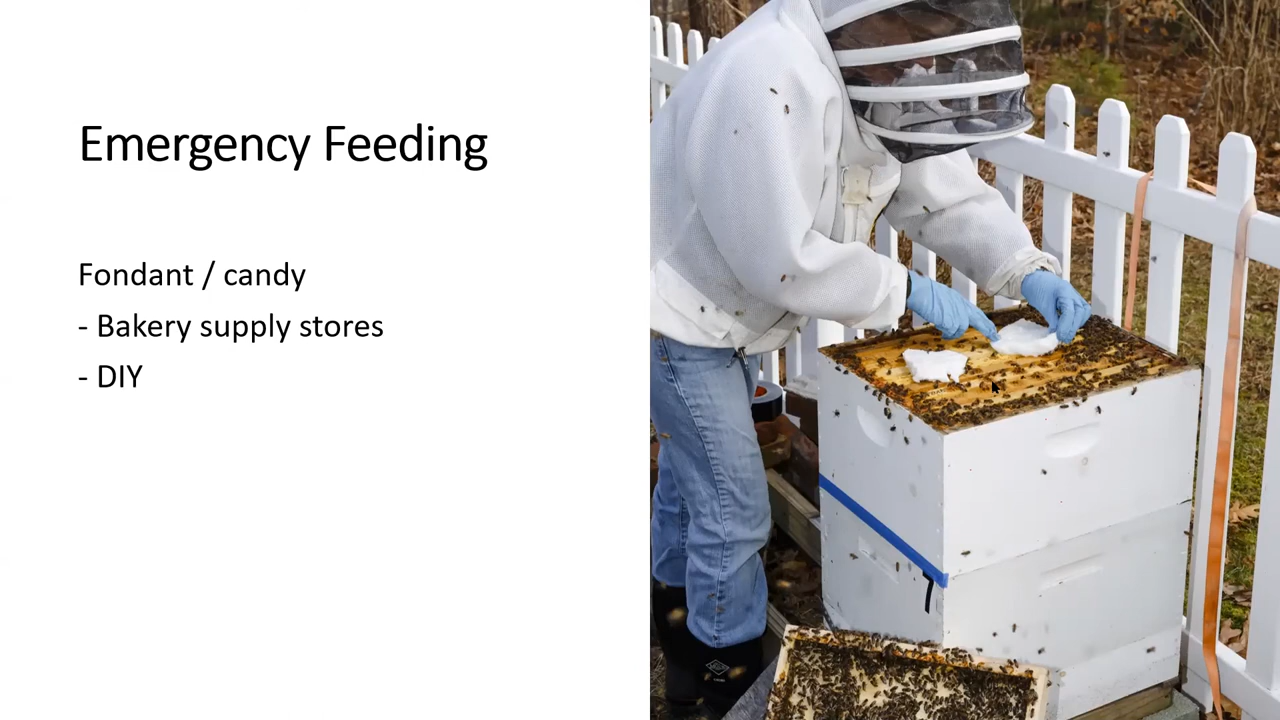 Emergency Feeding
Fondant / candy
- Bakery supply stores
- DIY